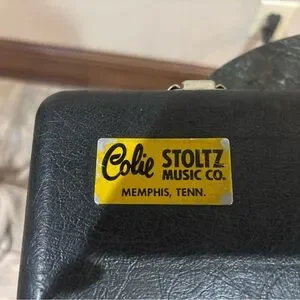 Colie STOLTZ
MUSIC CO.
MEMPHIS, TENN.